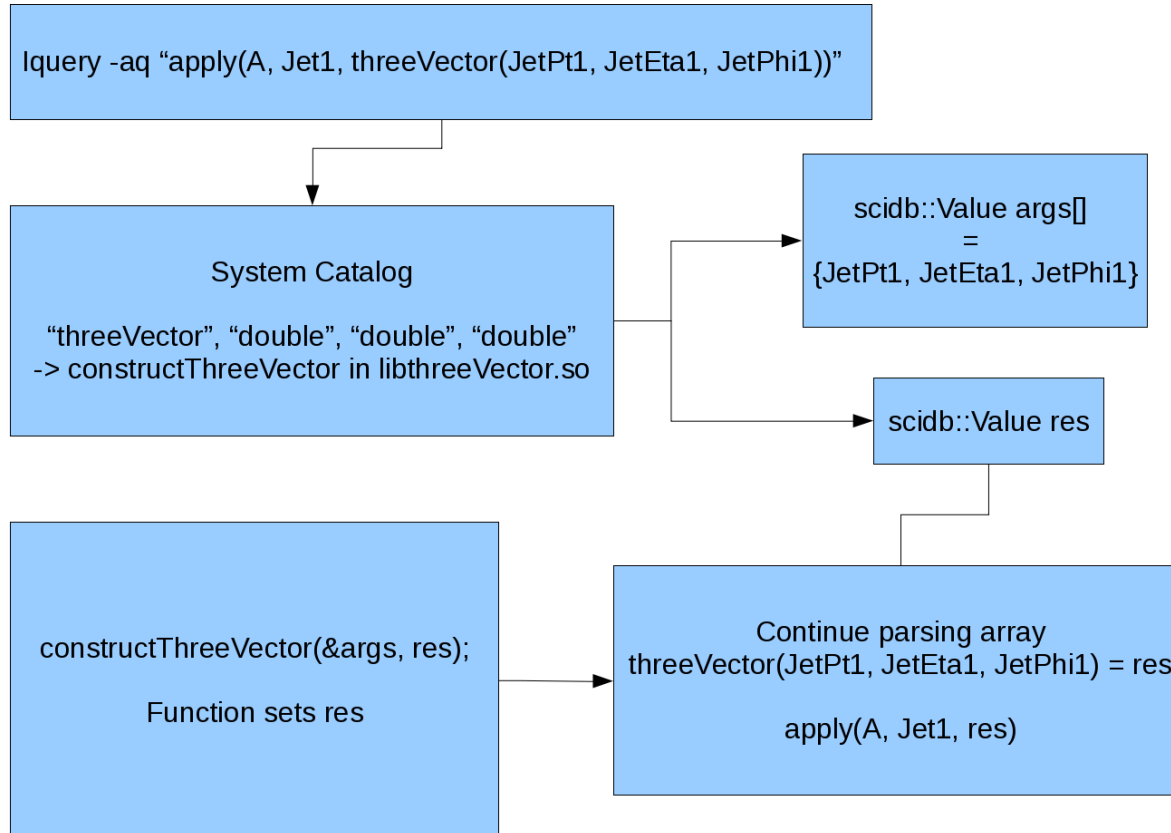 Iquery -aq “apply(A, Jet1, threeVector(JetPt1, JetEta1, JetPhi1))”
System Catalog
“threeVector”, “double”, “double”, “double”
-> constructThreeVector in libthreeVector.so
scidb::Value args[]
=
{JetPt1, JetEta1, JetPhi1}
scidb::Value res
constructThreeVector(&args, res);
Function sets res
Continue parsing array
threeVector(JetPt1, JetEta1, JetPhi1) = res
apply(A, Jet1, res)